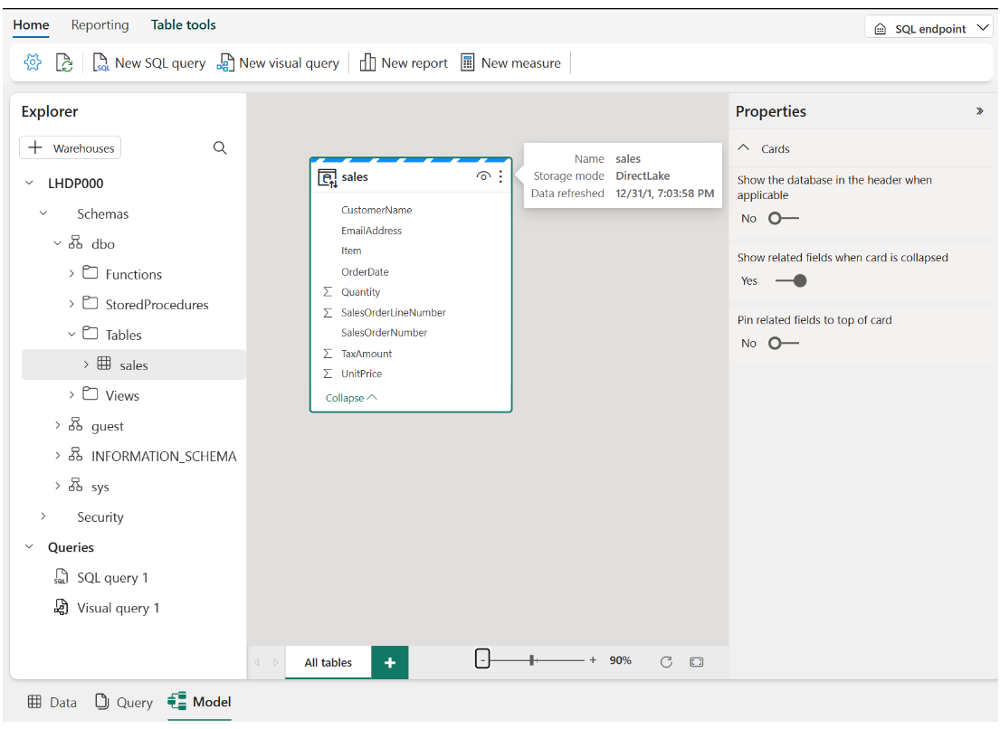 Home Reporting Table tools SQL endpoint
SQL New SQL query New visual query New report New measure
Explorer
+ Warehouses
LHDP000
Schemas
dbo
Functions
StoredProcedures
Tables
sales
Views
guest
INFORMATION_SCHEMA
sys
Security
Queries
SQL SQL query 1
Visual query 1
sales
CustomerName
EmailAddress
Item
OrderDate
Σ Quantity
Σ SalesOrderLineNumber
SalesOrderNumber
Σ TaxAmount
Σ UnitPrice
Collapse
Name sales
Storage mode DirectLake
Data refreshed 12/31/1, 7:03:58 PM
All tables + - + 90%
Properties »
Cards
Show the database in the header when
applicable
No
Show related fields when card is collapsed
Yes
Pin related fields to top of card
No
Data Query Model